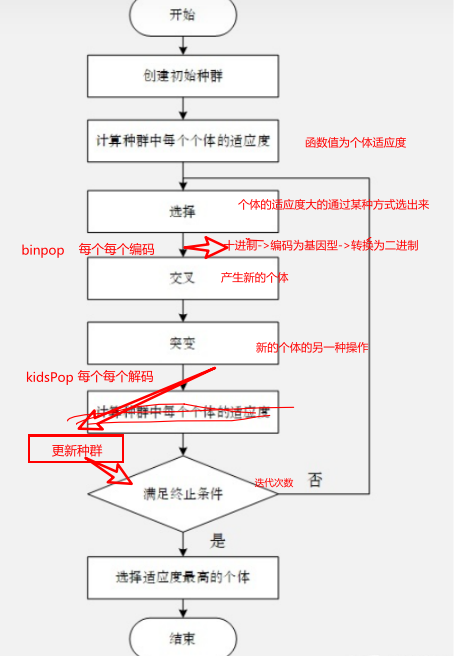 开始
创建初始种群
计算种群中每个个体的适应度
函数值为个体适应度
选择
个体的适应度大的通过某种方式选出来
binpop 每个每个编码
十进制->编码为基因型->转换为二进制
交叉
产生新的个体
突变
新的个体的另一种操作
kidsPop 每个每个解码
计算种群中每个个体的适应度
更新种群
满足终止条件
迭代次数
否
是
选择适应度最高的个体
结束